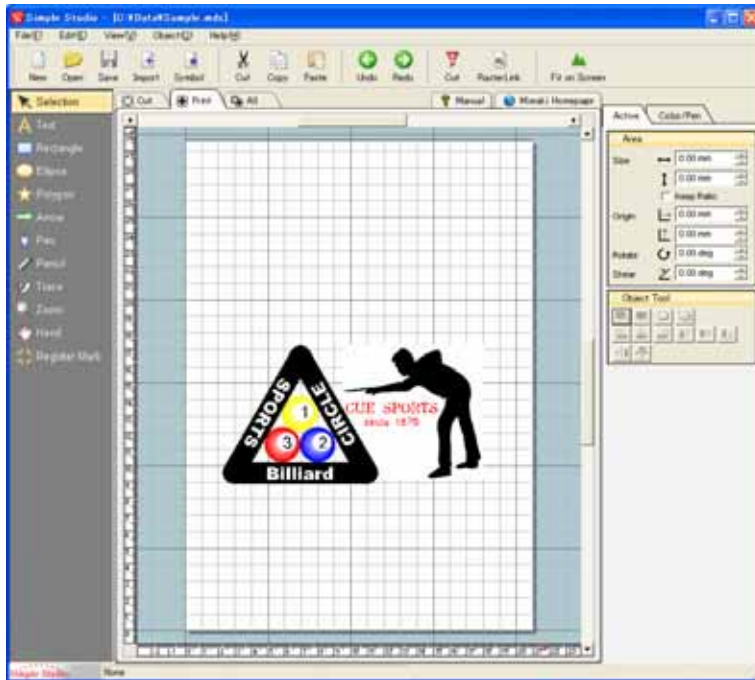 Simple Studio - [C:¥Data¥Sample.mds]
File(F) Edit(E) View(V) Object(O) Help(H)
New Open Save Import Symbol Cut Copy Paste Undo Redo Cut RasterLink Fit on Screen
Selection
Text
Rectangle
Ellipse
Polygon
Arrow
Pen
Pencil
Trace
Zoom
Hand
Register Mark
Cut Print All Manual Mimaki Homepage
Active Color/Pen
Area
Size 0.00 mm
0.00 mm
Keep Ratio
Origin 0.00 mm
0.00 mm
Rotate 0.00 deg
Shear 0.00 deg
Object Tool
SPORTS CIRCLE
1
3 2
Billiard
CUE SPORTS
since 1879
Simple Studio None